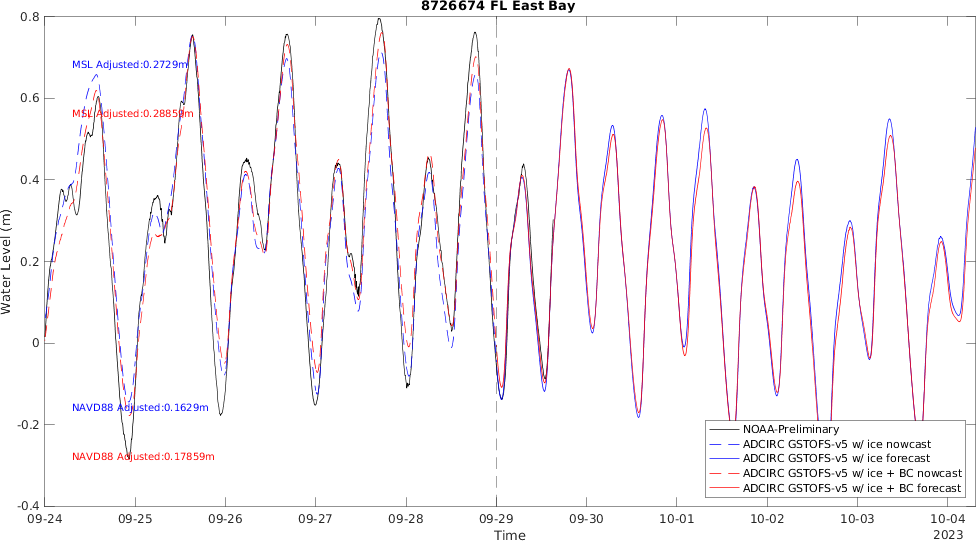 8726674 FL East Bay
0.8
0.6
0.4
0.2
0
-0.2
-0.4
Water Level (m)
MSL Adjusted:0.2729m
MSL Adjusted:0.28859m
NAVD88 Adjusted:0.1629m
NAVD88 Adjusted:0.17859m
NOAA-Preliminary
ADCIRC GSTOFS-v5 w/ ice nowcast
ADCIRC GSTOFS-v5 w/ ice forecast
ADCIRC GSTOFS-v5 w/ ice + BC nowcast
ADCIRC GSTOFS-v5 w/ ice + BC forecast
09-24 09-25 09-26 09-27 09-28 09-29 09-30 10-01 10-02 10-03 10-04
Time
2023